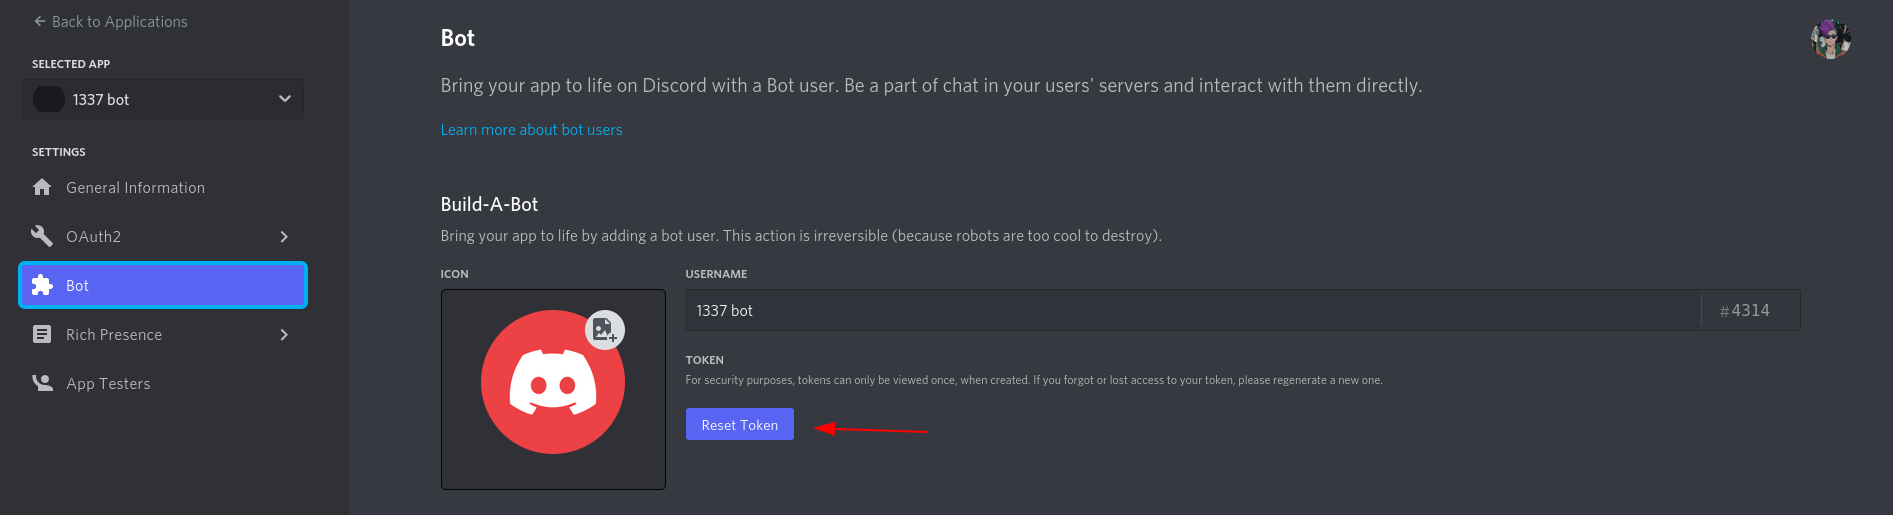 Back to Applications
SELECTED APP
1337 bot
SETTINGS
General Information
OAuth2
Bot
Rich Presence
App Testers
Bot
Bring your app to life on Discord with a Bot user. Be a part of chat in your users' servers and interact with them directly.
Learn more about bot users
Build-A-Bot
Bring your app to life by adding a bot user. This action is irreversible (because robots are too cool to destroy).
ICON
USERNAME
1337 bot #4314
TOKEN
For security purposes, tokens can only be viewed once, when created. If you forgot or lost access to your token, please regenerate a new one.
Reset Token